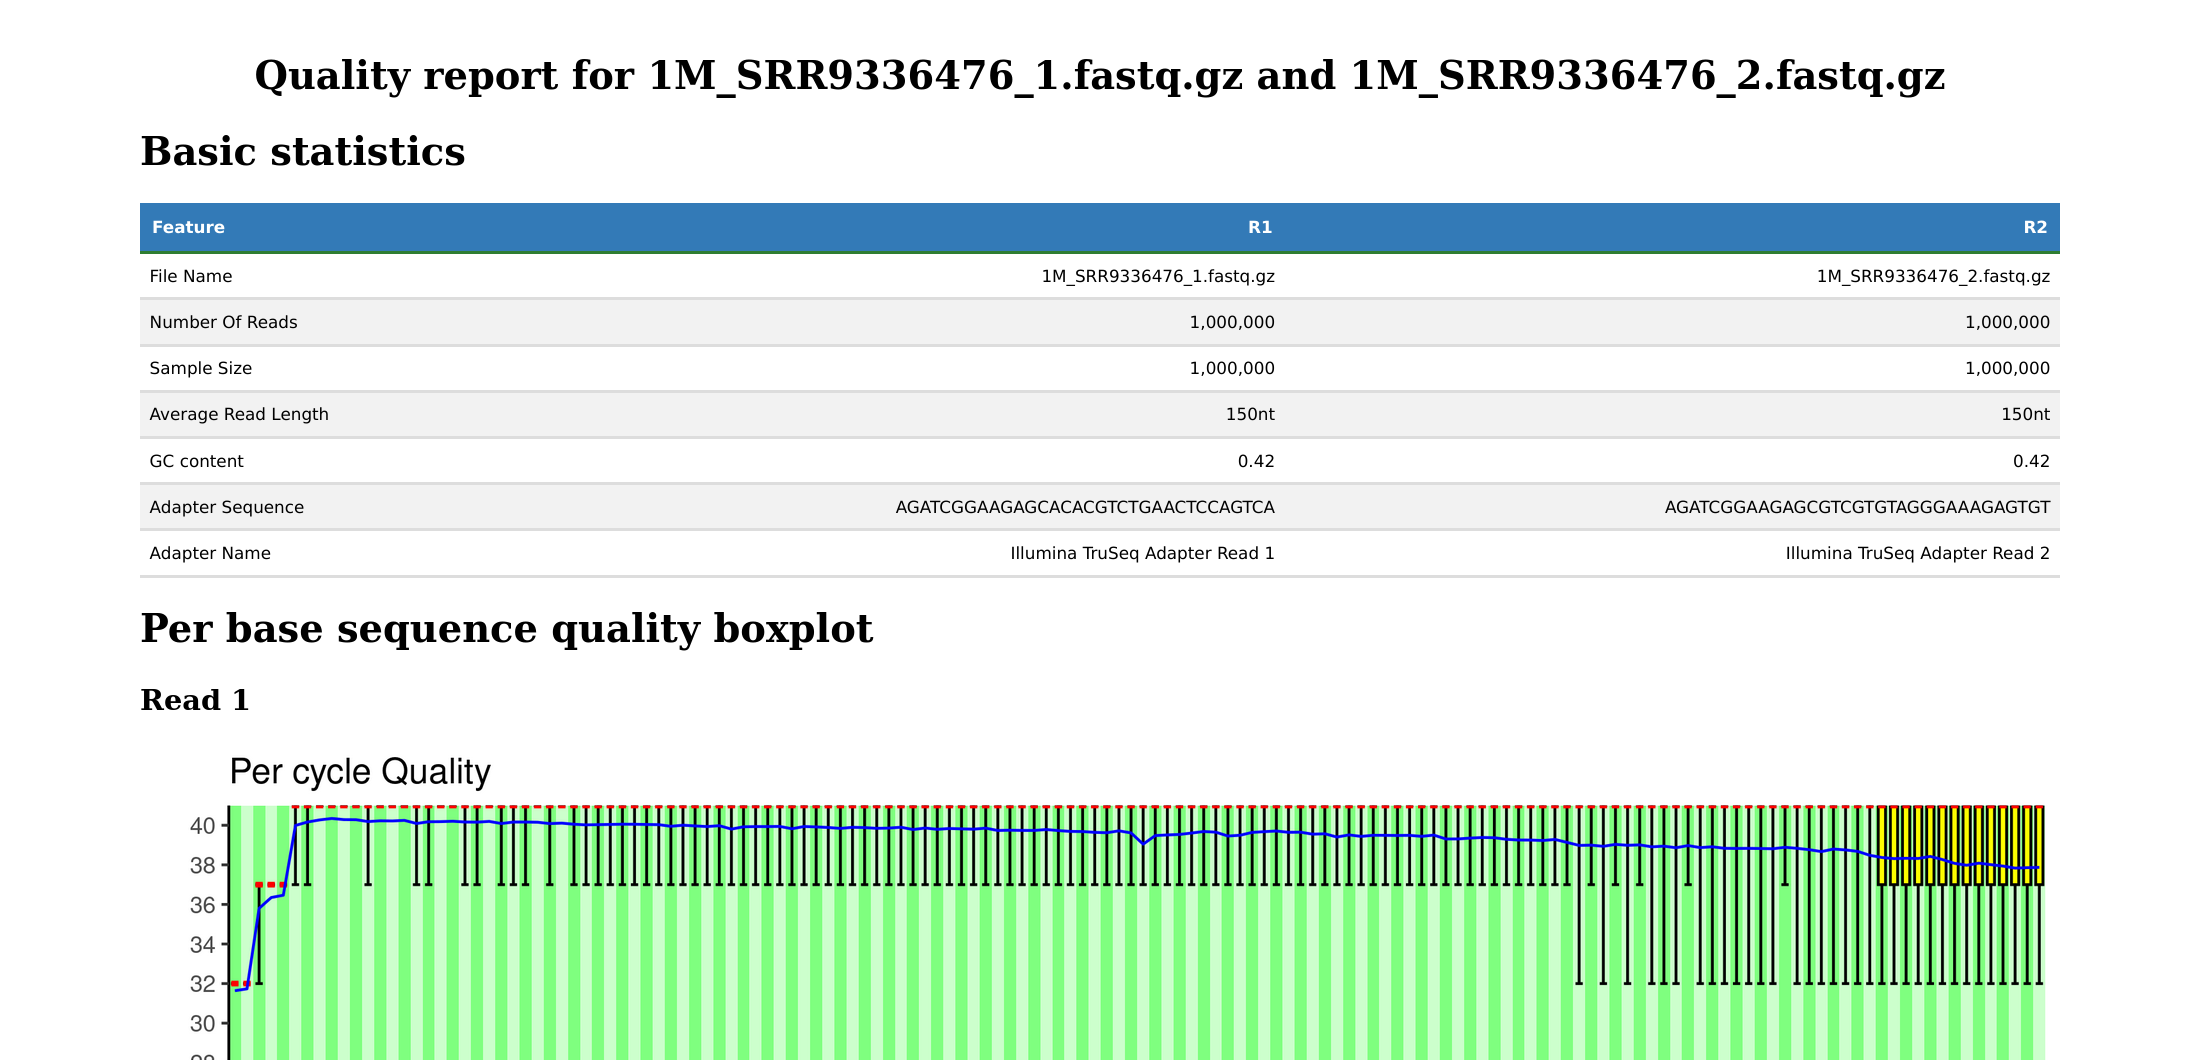 Quality report for 1M_SRR9336476_1.fastq.gz and 1M_SRR9336476_2.fastq.gz
Basic statistics
Feature R1 R2
File Name 1M_SRR9336476_1.fastq.gz 1M_SRR9336476_2.fastq.gz
Number Of Reads 1,000,000 1,000,000
Sample Size 1,000,000 1,000,000
Average Read Length 150nt 150nt
GC content 0.42 0.42
Adapter Sequence AGATCGGAAGAGCACACGTCTGAACTCCAGTCA AGATCGGAAGAGCGTCGTGTAGGGAAAGAGTGT
Adapter Name Illumina TruSeq Adapter Read 1 Illumina TruSeq Adapter Read 2
Per base sequence quality boxplot
Read 1
Per cycle Quality
40
38
36
34
32
30